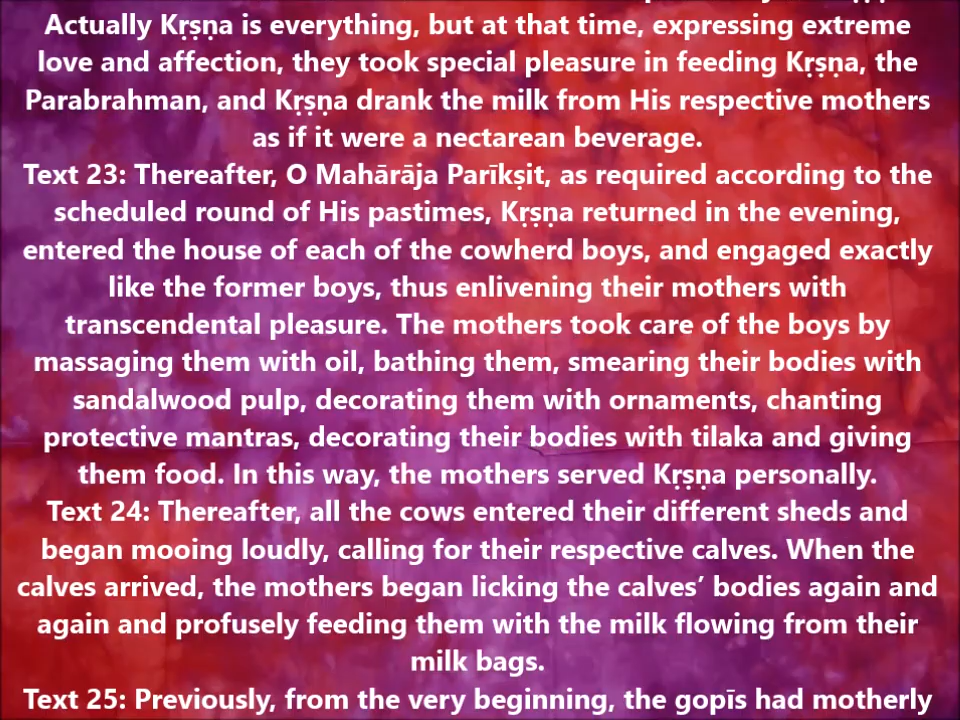 Actually Kṛṣṇa is everything, but at that time, expressing extreme
love and affection, they took special pleasure in feeding Kṛṣṇa, the
Parabrahman, and Kṛṣṇa drank the milk from His respective mothers
as if it were a nectarean beverage.
Text 23: Thereafter, O Mahārāja Parīkṣit, as required according to the
scheduled round of His pastimes, Kṛṣṇa returned in the evening,
entered the house of each of the cowherd boys, and engaged exactly
like the former boys, thus enlivening their mothers with
transcendental pleasure. The mothers took care of the boys by
massaging them with oil, bathing them, smearing their bodies with
sandalwood pulp, decorating them with ornaments, chanting
protective mantras, decorating their bodies with tilaka and giving
them food. In this way, the mothers served Kṛṣṇa personally.
Text 24: Thereafter, all the cows entered their different sheds and
began mooing loudly, calling for their respective calves. When the
calves arrived, the mothers began licking the calves’ bodies again and
again and profusely feeding them with the milk flowing from their
milk bags.
Text 25: Previously, from the very beginning, the gopīs had motherly